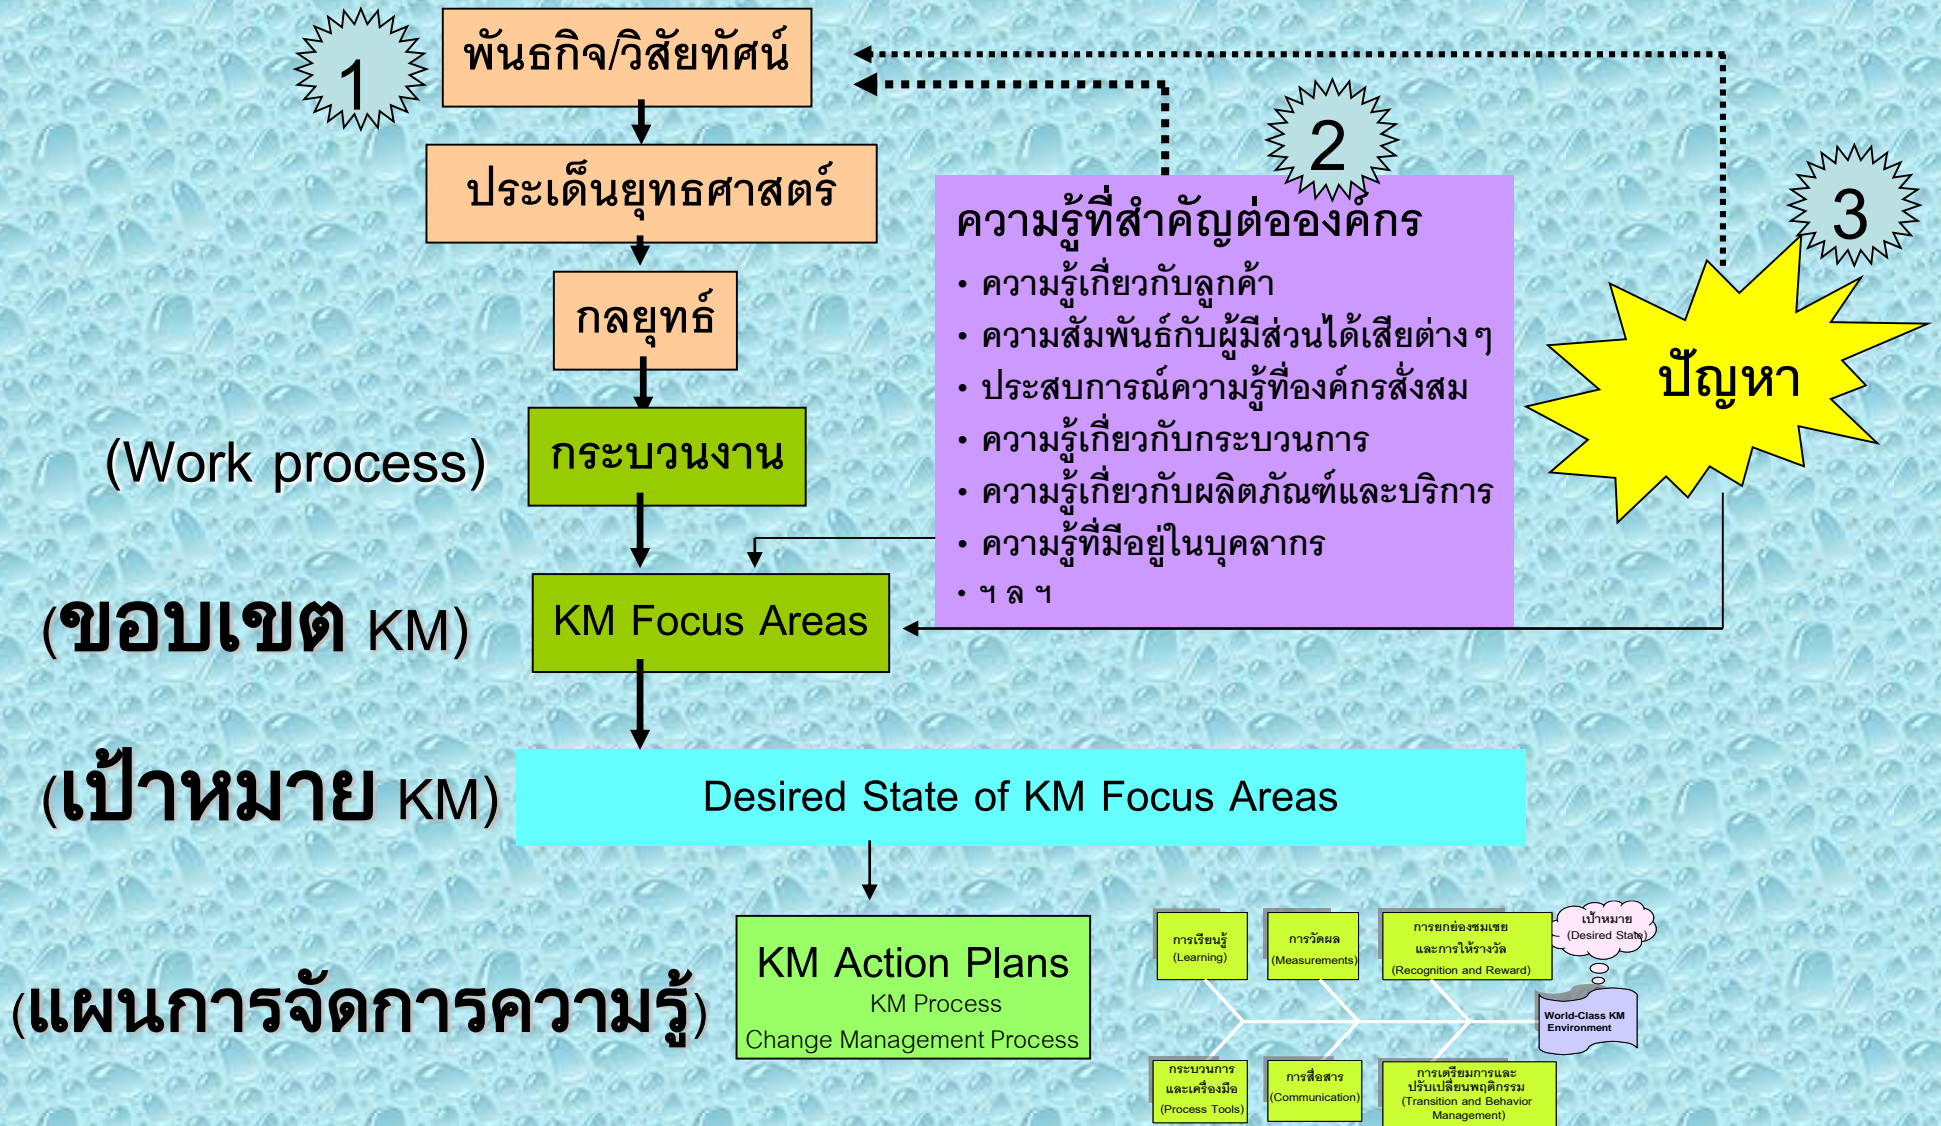 1
พันธกิจ/วิสัยทัศน์
ประเด็นยุทธศาสตร์
กลยุทธ์
(Work process)
กระบวนงาน
2
ความรู้ที่สำคัญต่อองค์กร
• ความรู้เกี่ยวกับลูกค้า
• ความสัมพันธ์กับผู้มีส่วนได้เสียต่าง ๆ
• ประสบการณ์ความรู้ที่องค์กรสั่งสม
• ความรู้เกี่ยวกับกระบวนการ
• ความรู้เกี่ยวกับผลิตภัณฑ์และบริการ
• ความรู้ที่มีอยู่ในบุคลากร
• ฯ ล ฯ
3
ปัญหา
(ขอบเขต KM)
KM Focus Areas
(เป้าหมาย KM)
Desired State of KM Focus Areas
(แผนการจัดการความรู้)
KM Action Plans
KM Process
Change Management Process
การเรียนรู้
(Learning)
การวัดผล
(Measurements)
การยกย่องชมเชย
และการให้รางวัล
(Recognition and Reward)
เป้าหมาย
(Desired State)
World-Class KM
Environment
กระบวนการ
และเครื่องมือ
(Process Tools)
การสื่อสาร
(Communication)
การเตรียมการและ
ปรับเปลี่ยนพฤติกรรม
(Transition and Behavior
Management)